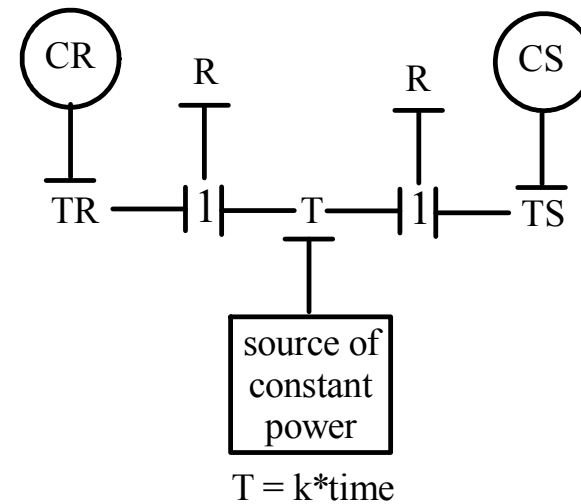 CR
CS
R
R
TR
1
T
1
TS
source of
constant
power
T = k*time